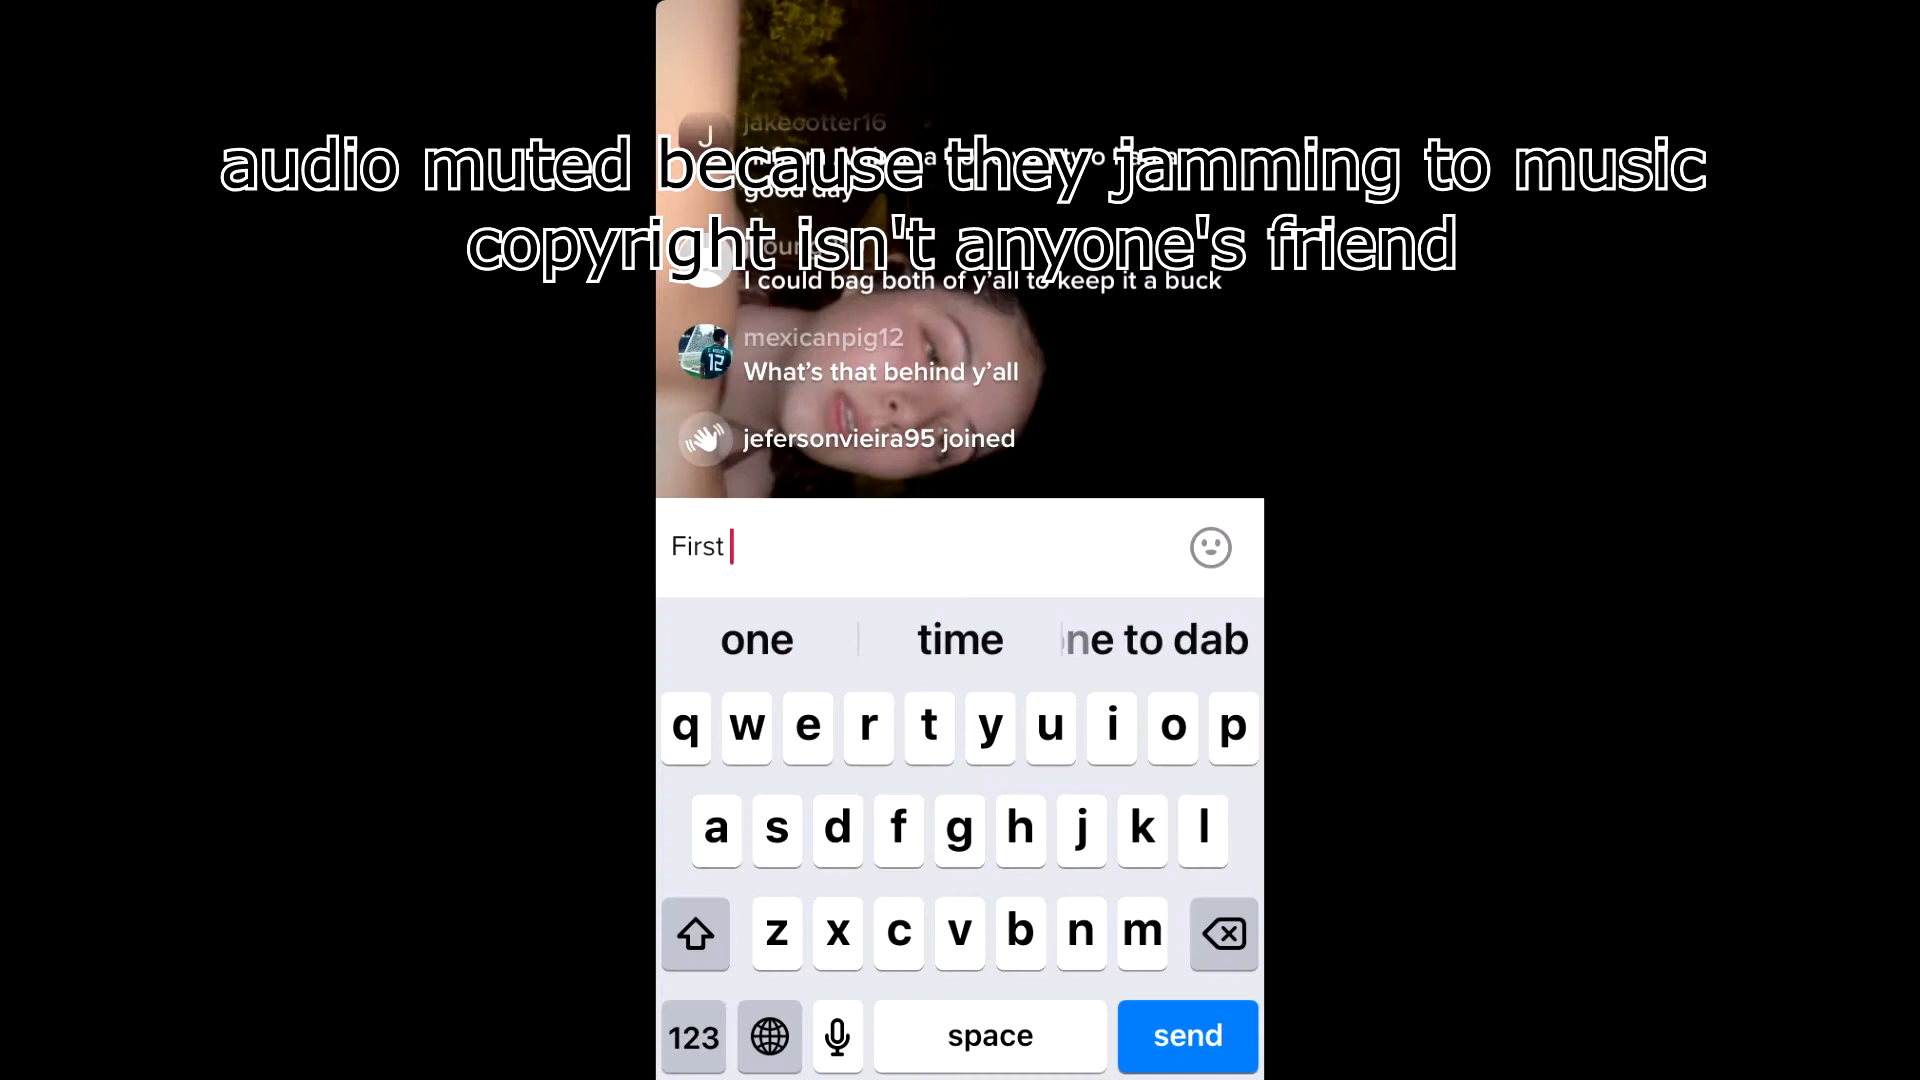 jakecotter16
audio muted because they jamming to music
good day
copyright isn't anyone's friend
I could bag both of y’all to keep it a buck
mexicanpig12
12
What’s that behind y’all
jefersonvieira95 joined
First
one time ne to dab
q w e r t y u i o p
a s d f g h j k l
z x c v b n m
123 space send